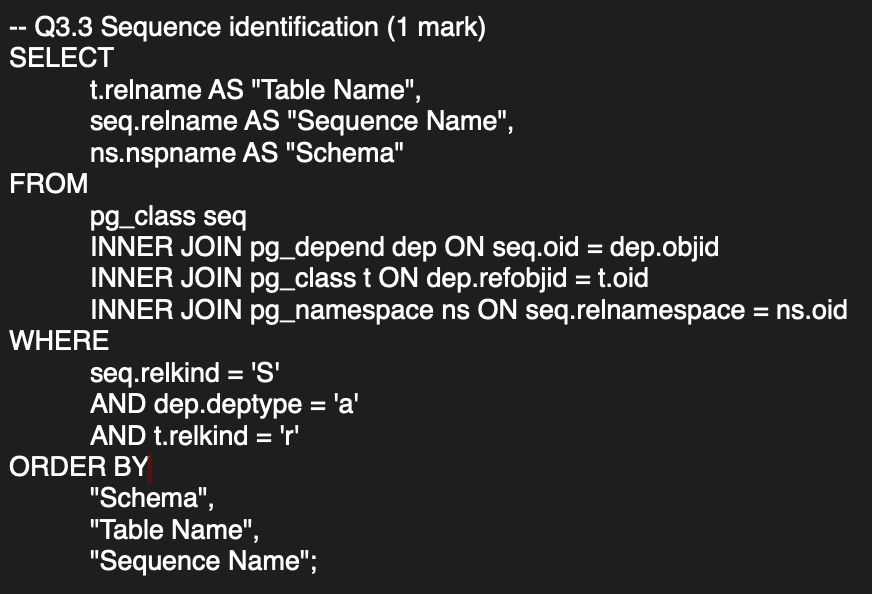 -- Q3.3 Sequence identification (1 mark)
SELECT
t.relname AS "Table Name",
seq.relname AS "Sequence Name",
ns.nspname AS "Schema"
FROM
pg_class seq
INNER JOIN pg_depend dep ON seq.oid = dep.objid
INNER JOIN pg_class t ON dep.refobjid = t.oid
INNER JOIN pg_namespace ns ON seq.relnamespace = ns.oid
WHERE
seq.relkind = 'S'
AND dep.deptype = 'a'
AND t.relkind = 'r'
ORDER BY
"Schema",
"Table Name",
"Sequence Name";